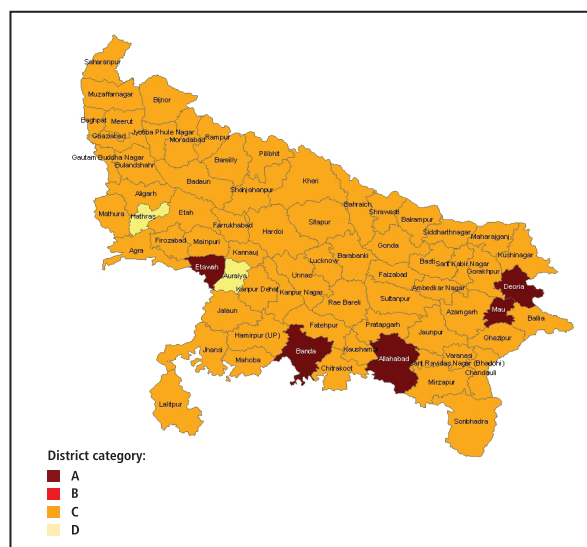 Saharanpur
Muzaffarnagar
Bijnor
Baghpat Meerut
Jyotiba Phule Nagar
Ghaziabad
Moradabad
Rampur
Gautam Buddha Nagar
Bulandshahr
Bareilly
Pilibhit
Badaun
Shahjahanpur
Kheri
Aligarh
Mathura
Hathras
Etah
Farrukhabad
Hardoi
Sitapur
Bahraich
Shrawasti
Balrampur
Siddharthnagar
Maharajganj
Agra
Firozabad
Mainpuri
Kannauj
Lucknow
Barabanki
Gonda
Basti
Sant Kabir Nagar
Gorakhpur
Kushinagar
Etawah
Auraiya
Kanpur Dehat
Kanpur Nagar
Unnao
Rae Bareli
Faizabad
Sultanpur
Ambedkar Nagar
Deoria
Azamgarh
Mau
Ballia
Jalaun
Hamirpur (UP)
Fatehpur
Pratapgarh
Jaunpur
Ghazipur
Jhansi
Mahoba
Banda
Chitrakoot
Kaushambi
Allahabad
Sant Ravidas Nagar (Bhadohi)
Varanasi
Chandauli
Mirzapur
Lalitpur
Sonbhadra
District category:
A
B
C
D